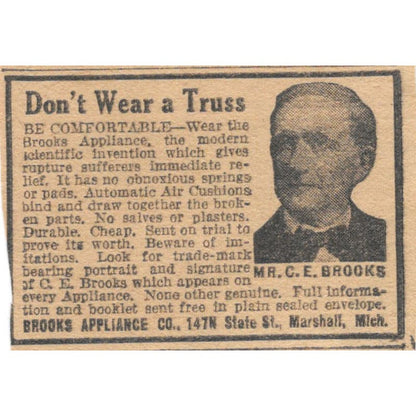 Don't Wear a Truss
BE COMFORTABLE—Wear the
Brooks Appliance, the modern
scientific invention which gives
rupture sufferers immediate re-
lief. It has no obnoxious springs
or pads. Automatic Air Cushions
bind and draw together the brok-
en parts. No salves or plasters.
Durable. Cheap. Sent on trial to
prove its worth. Beware of im-
itations. Look for trade-mark
bearing portrait and signature
of C. E. Brooks which appears on
every Appliance. None other genuine. Full informa-
tion and booklet sent free in plain sealed envelope.
BROOKS APPLIANCE CO., 147N State St., Marshall, Mich.
MR. C. E. BROOKS